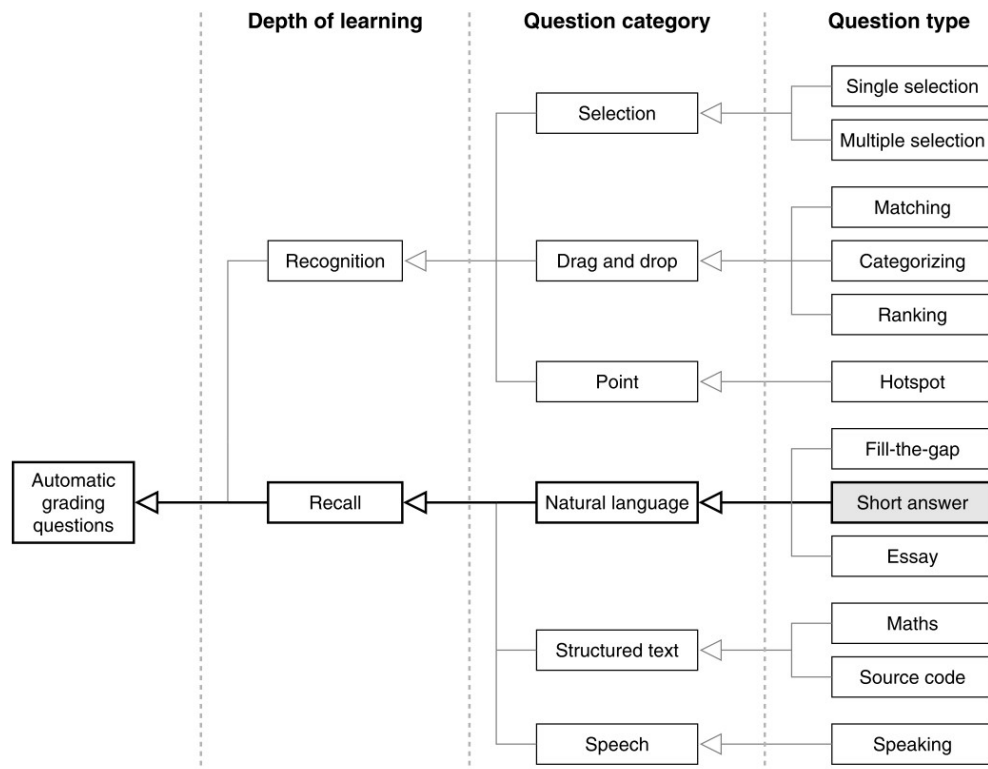 Depth of learning
Question category
Question type
Single selection
Selection
Multiple selection
Matching
Recognition
Drag and drop
Categorizing
Ranking
Point
Hotspot
Fill-the-gap
Automatic
grading
questions
Recall
Natural language
Short answer
Essay
Maths
Structured text
Source code
Speech
Speaking